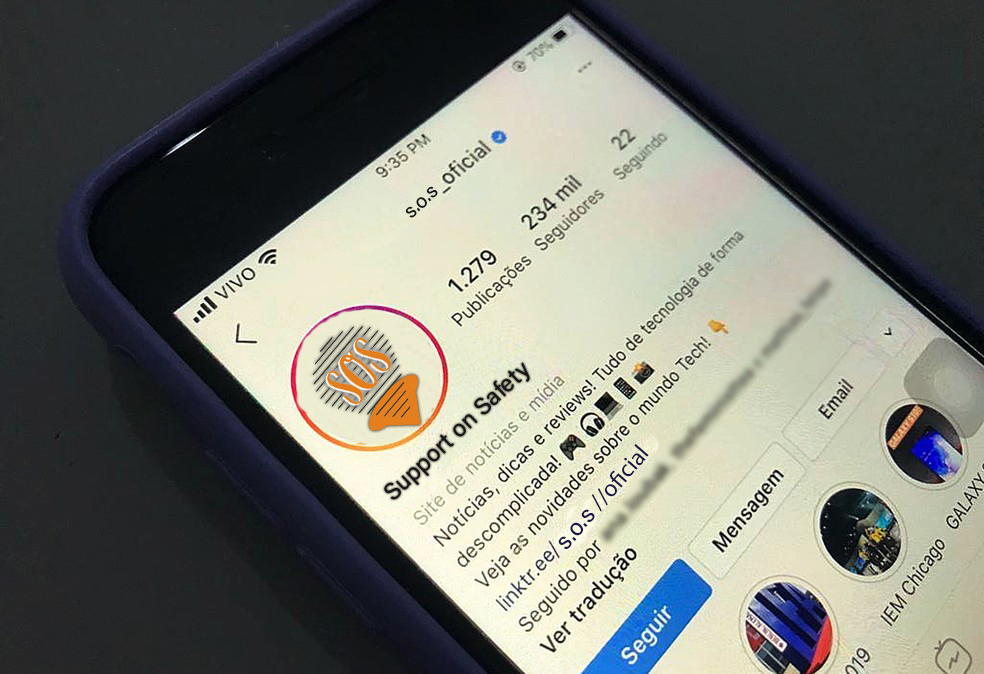 VIVO
9:35 PM
70%
s.o.s_oficial
1.279
Publicações
234 mil
Seguidores
22
Seguindo
SOS
Support on Safety
Site de notícias e mídia
Notícias, dicas e reviews! Tudo de tecnologia de forma
descomplicada!
Veja as novidades sobre o mundo Tech!
linktr.ee/s.o.s //oficial
Seguido por
Ver tradução
Seguir
Mensagem
Email
019
IEM Chicago
GALAXY